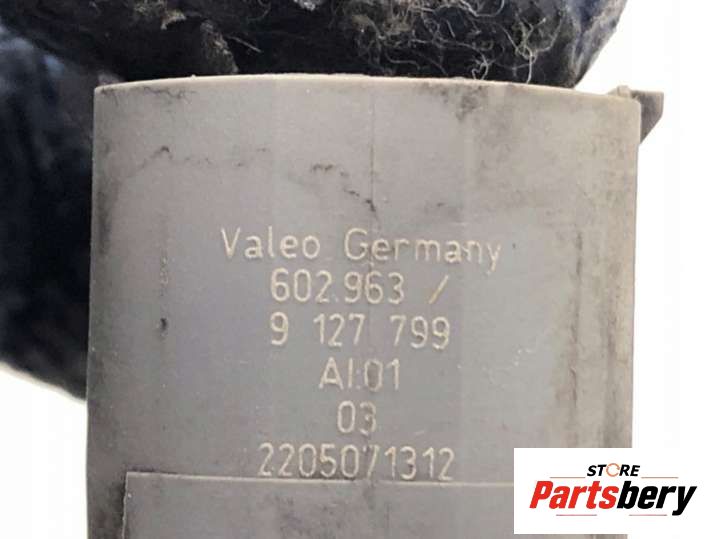 Valeo Germany
602.963 /
9 127 799
AI:01
03
2205071312
STORE
Partsbery